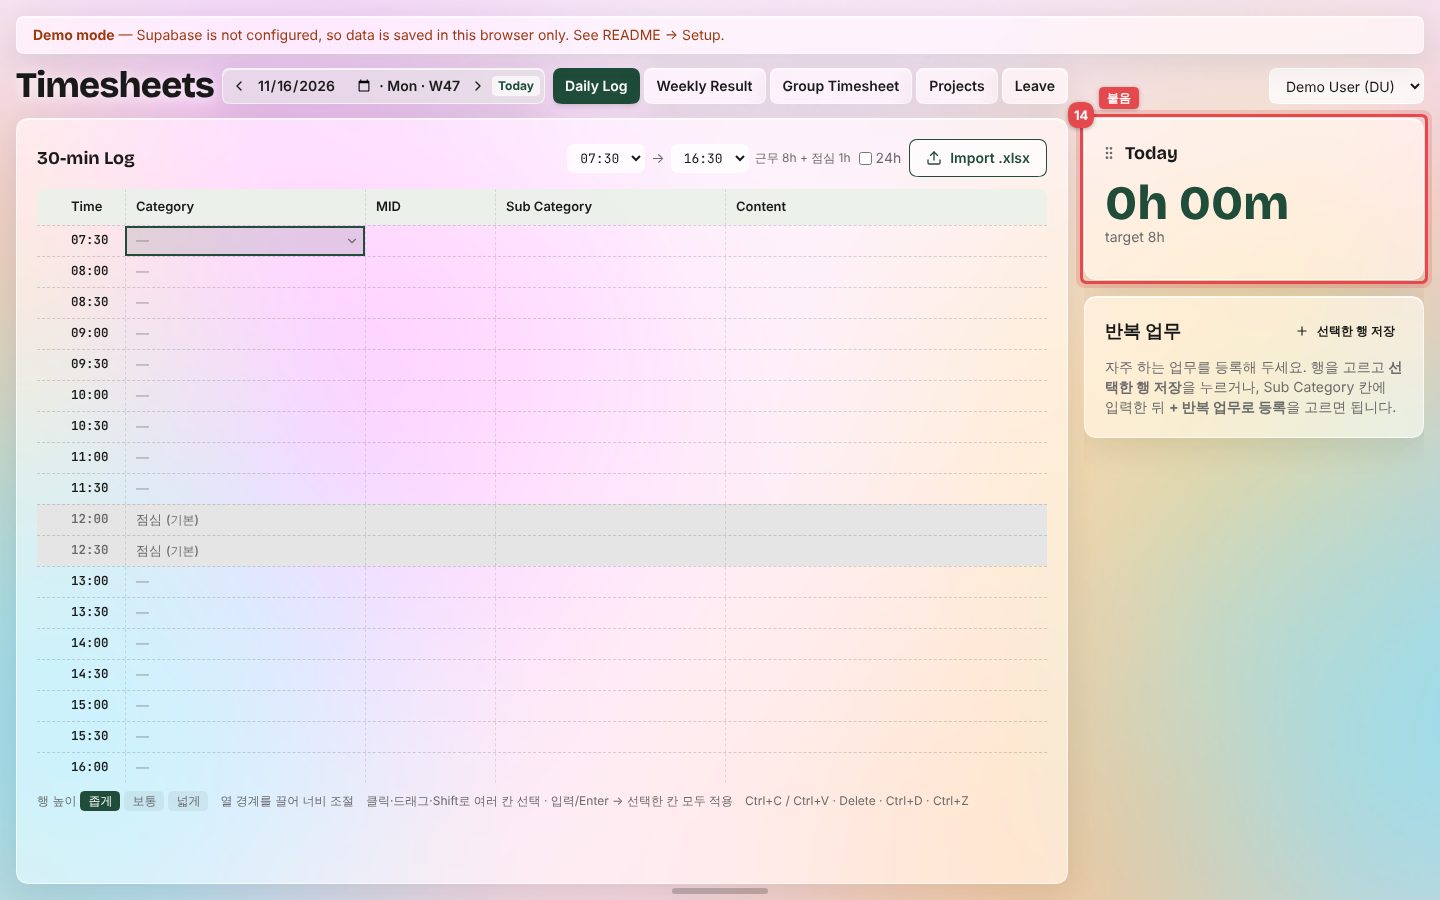 Demo mode — Supabase is not configured, so data is saved in this browser only. See README → Setup.
Timesheets
11/16/2026 · Mon · W47 Today
Daily Log
Weekly Result
Group Timesheet
Projects
Leave
Demo User (DU)
붙움
14
30-min Log
07:30 → 16:30 근무 8h + 점심 1h 24h Import .xlsx
Time Category MID Sub Category Content
07:30 —
08:00 —
08:30 —
09:00 —
09:30 —
10:00 —
10:30 —
11:00 —
11:30 —
12:00 점심 (기본)
12:30 점심 (기본)
13:00 —
13:30 —
14:00 —
14:30 —
15:00 —
15:30 —
16:00 —
행 높이 좁게 보통 넓게 열 경계를 끌어 너비 조절 클릭·드래그·Shift로 여러 칸 선택 · 입력/Enter → 선택한 칸 모두 적용 Ctrl+C / Ctrl+V · Delete · Ctrl+D · Ctrl+Z
Today
0h 00m
target 8h
반복 업무
+ 선택한 행 저장
자주 하는 업무를 등록해 두세요. 행을 고르고 선
택한 행 저장을 누르거나, Sub Category 칸에
입력한 뒤 + 반복 업무로 등록을 고르면 됩니다.